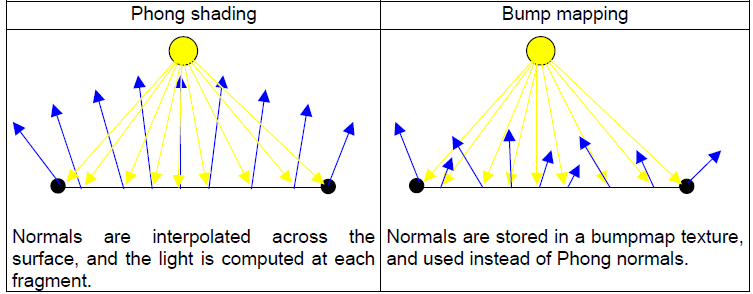 Phong shading
Bump mapping
Normals are interpolated across the
surface, and the light is computed at each
fragment.
Normals are stored in a bumpmap texture,
and used instead of Phong normals.